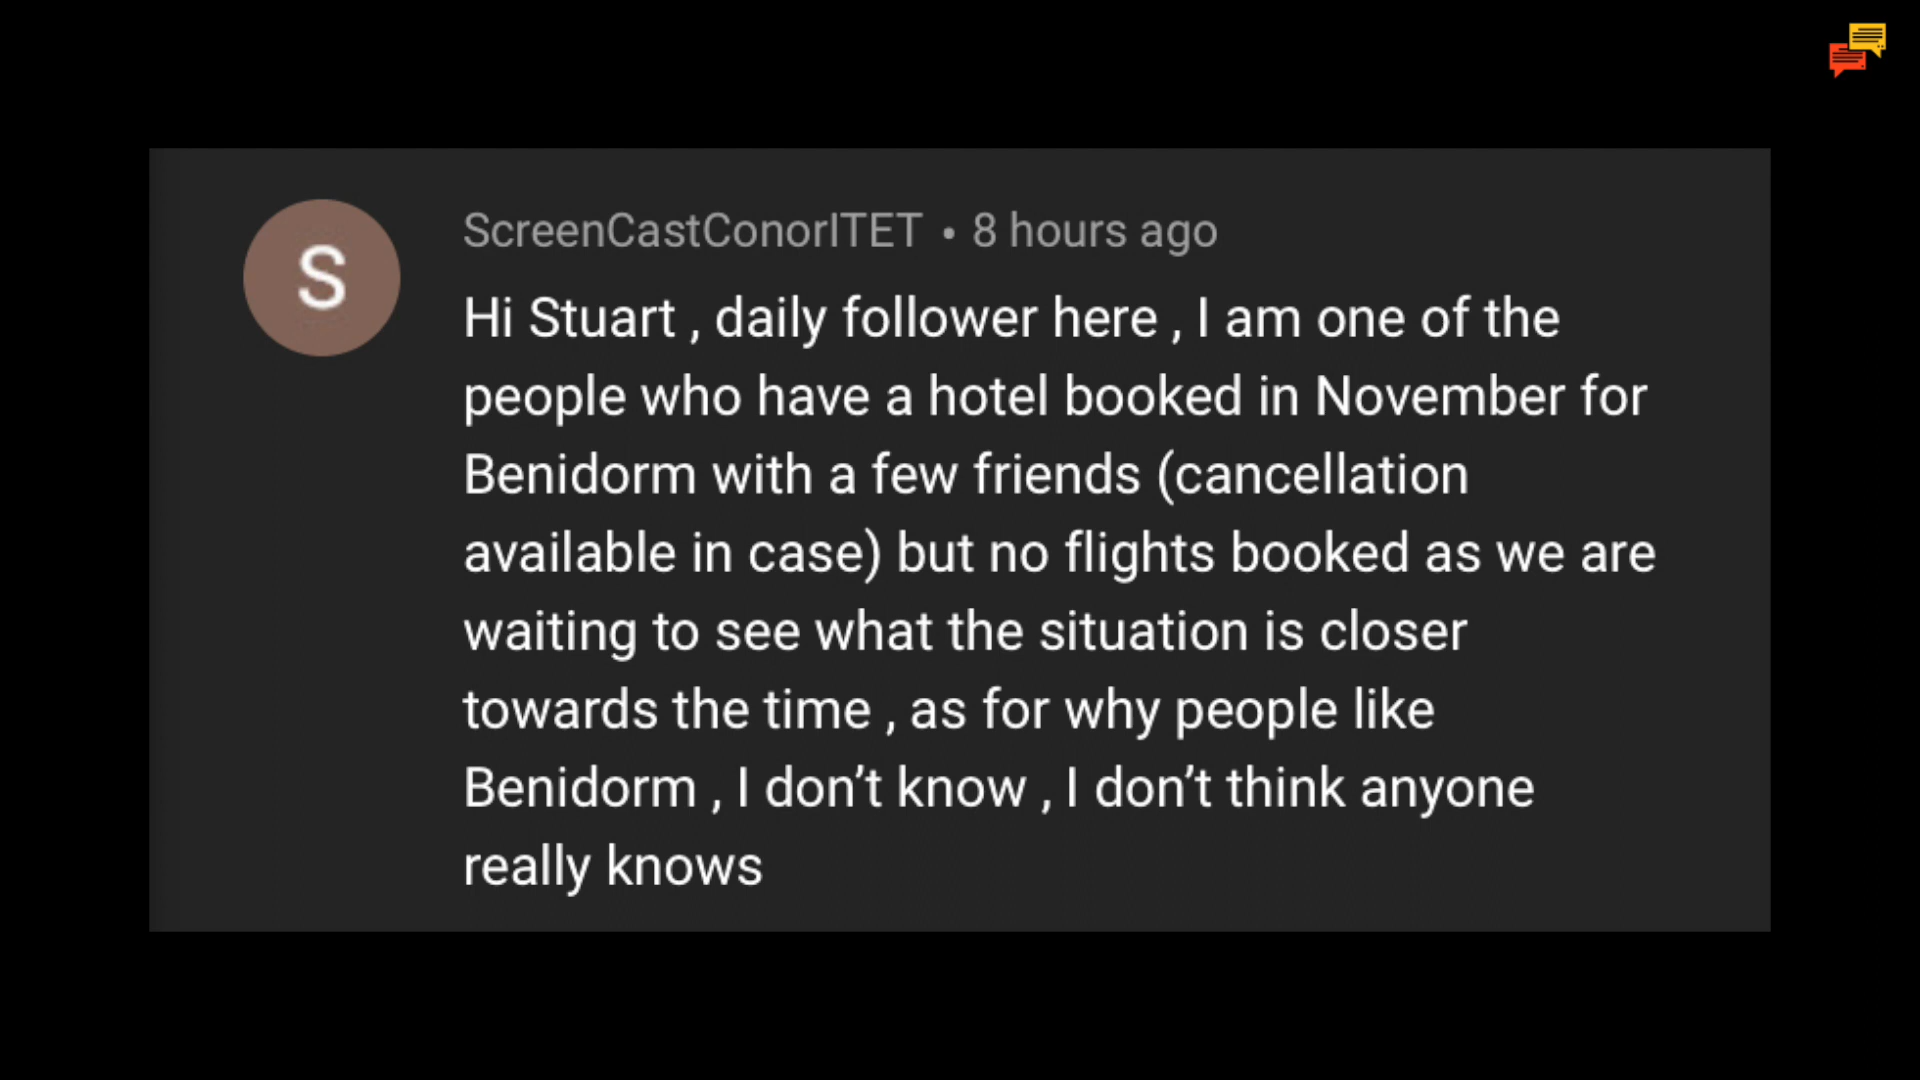 S
ScreenCastConorITET • 8 hours ago
Hi Stuart , daily follower here , I am one of the
people who have a hotel booked in November for
Benidorm with a few friends (cancellation
available in case) but no flights booked as we are
waiting to see what the situation is closer
towards the time , as for why people like
Benidorm , I don’t know , I don’t think anyone
really knows